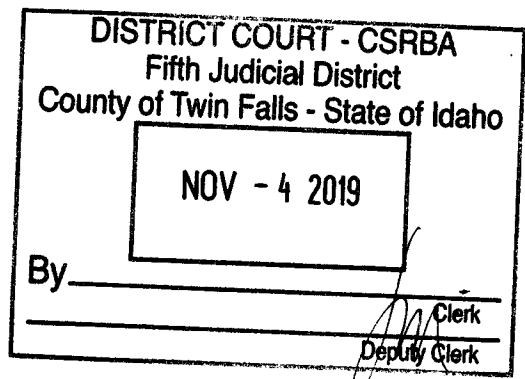 DISTRICT COURT - CSRBA
Fifth Judicial District
County of Twin Falls - State of Idaho
NOV - 4 2019
By
Clerk
Deputy Clerk